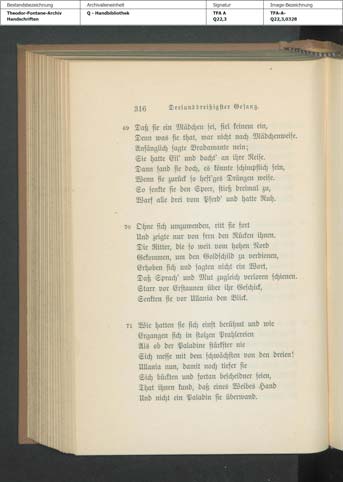 Bestandsbezeichnung Archivalieneinheit Signatur Image-Bezeichnung
Theodor-Fontane-Archiv Q - Handbibliothek TFA A TFA-A-
Handschriften Q22,3 Q22,3,0328
316 Dreiunddreißigster Gesang.
69 Daß sie ein Mädchen sei, fiel keinem ein,
Denn was sie that, war nicht nach Mädchenweise.
Anfänglich sagte Bradamante nein;
Sie hatte Eil' und dacht' an ihre Reise.
Dann fand sie doch, es könnte schimpflich sein,
Wenn sie zurück so heft'ges Drängen weise.
So senkte sie den Speer, stieß dreimal zu,
Warf alle drei vom Pferd' und hatte Ruh.
70 Ohne sich umzuwenden, ritt sie fort
Und zeigte nur von fern den Rücken ihnen.
Die Ritter, die so weit vom hohen Nord
Gekommen, um den Goldschild zu verdienen,
Erhoben sich und sagten nicht ein Wort,
Daß Sprach' und Mut zugleich verloren schienen.
Starr vor Erstaunen über ihr Geschick,
Senkten sie vor Ullania den Blick.
71 Wie hatten sie sich einst berühmt und wie
Ergangen sich in stolzen Prahlereien
Als ob der Paladine stärkster nie
Sich messe mit dem schwächsten von den dreien!
Ullania nun, damit noch tiefer sie
Sich bückten und fortan bescheidner seien,
That ihnen kund, daß eines Weibes Hand
Und nicht ein Paladin sie überwand.